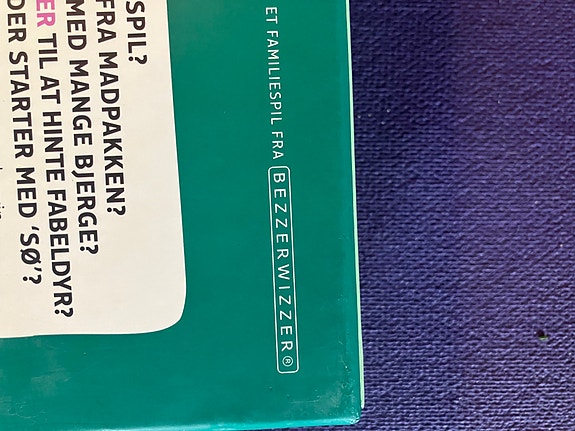 SPIL?
FRA MADPAKKEN?
MED MANGE BJERGE?
ER TIL AT HINTE FABELDYR?
DER STARTER MED 'SØ'?
ET FAMILIESPIL FRA BEZZERWIZZER®